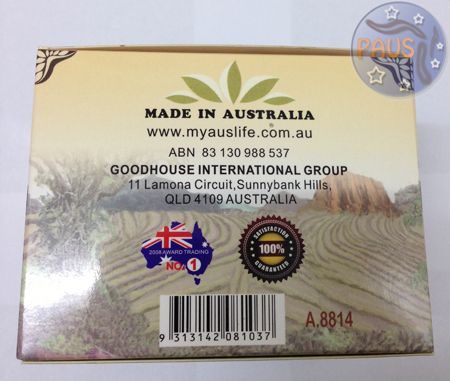 PAUS
MADE IN AUSTRALIA
www.myauslife.com.au
ABN 83 130 988 537
GOODHOUSE INTERNATIONAL GROUP
11 Lamona Circuit,Sunnybank Hills,
QLD 4109 AUSTRALIA
2008 AWARD TRADING
NO. 1
SATISFACTION
100%
GUARANTEED
A.8814
9 313142 081037